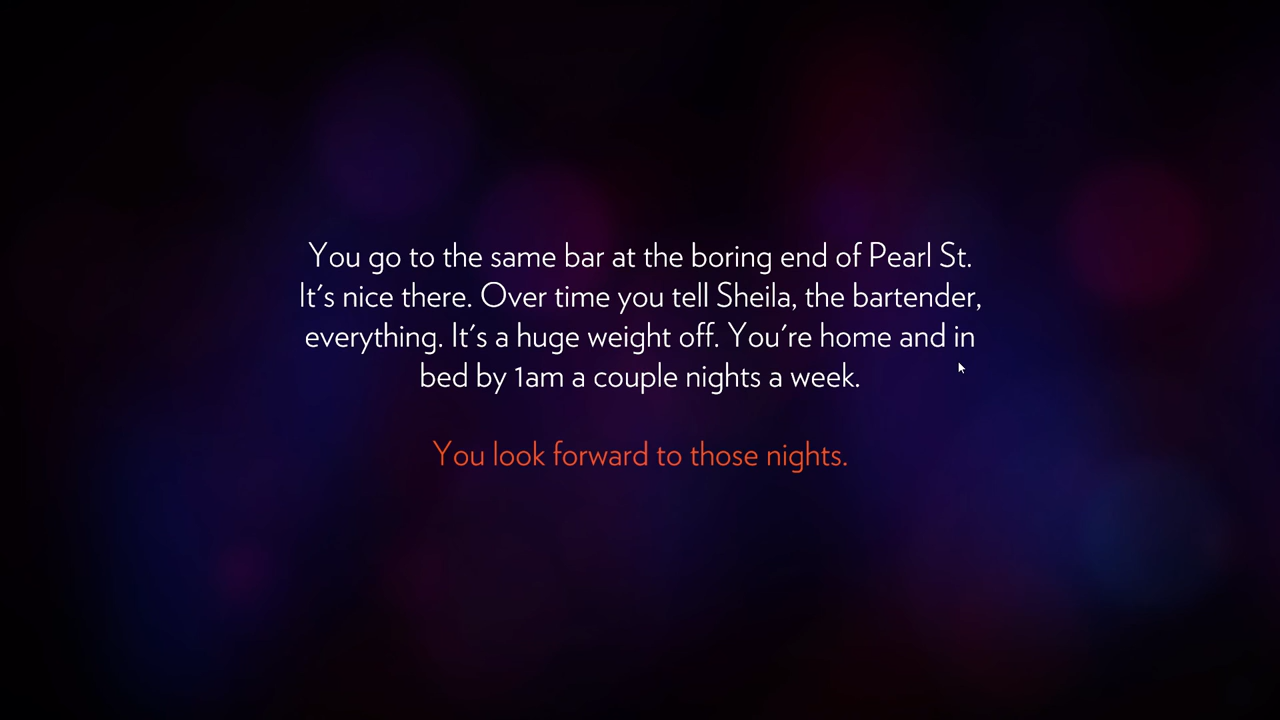 You go to the same bar at the boring end of Pearl St.
It's nice there. Over time you tell Sheila, the bartender,
everything. It's a huge weight off. You're home and in
bed by 1am a couple nights a week.
You look forward to those nights.